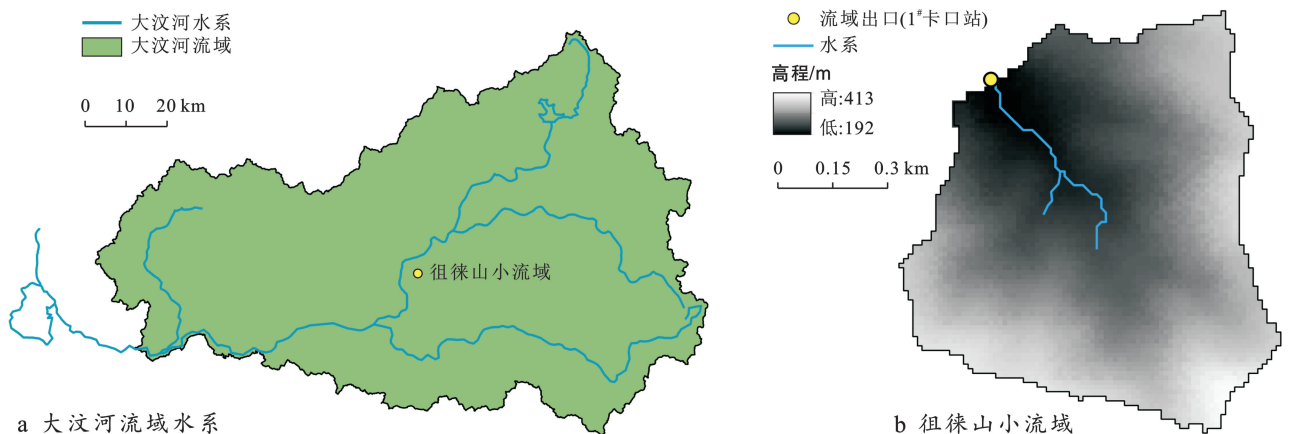 大汶河水系
大汶河流域
0 10 20 km
徂徕山小流域
a 大汶河流域水系
流域出口(1#卡口站)
水系
高程/m
高:413
低:192
0 0.15 0.3 km
b 徂徕山小流域